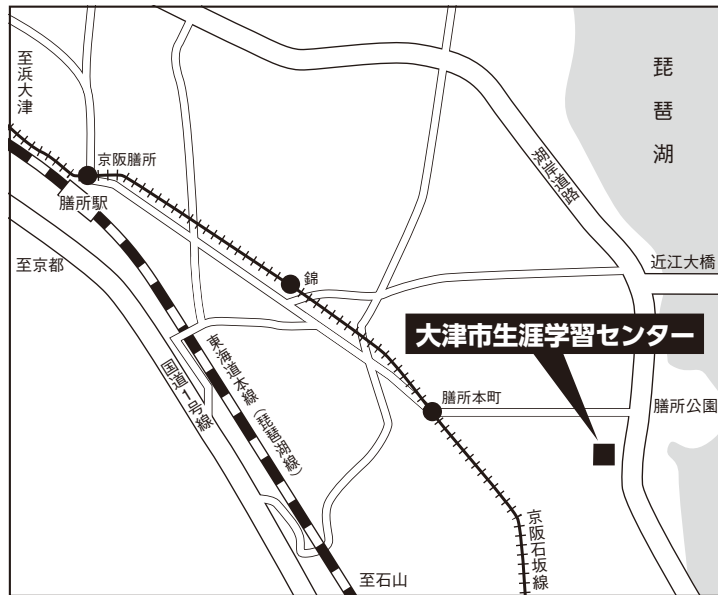 至浜大津
琵琶湖
京阪膳所
湖岸道路
膳所駅
至京都
近江大橋
錦
大津市生涯学習センター
東海道本線（琵琶湖線）
国道1号線
膳所本町
膳所公園
京阪石坂線
至石山